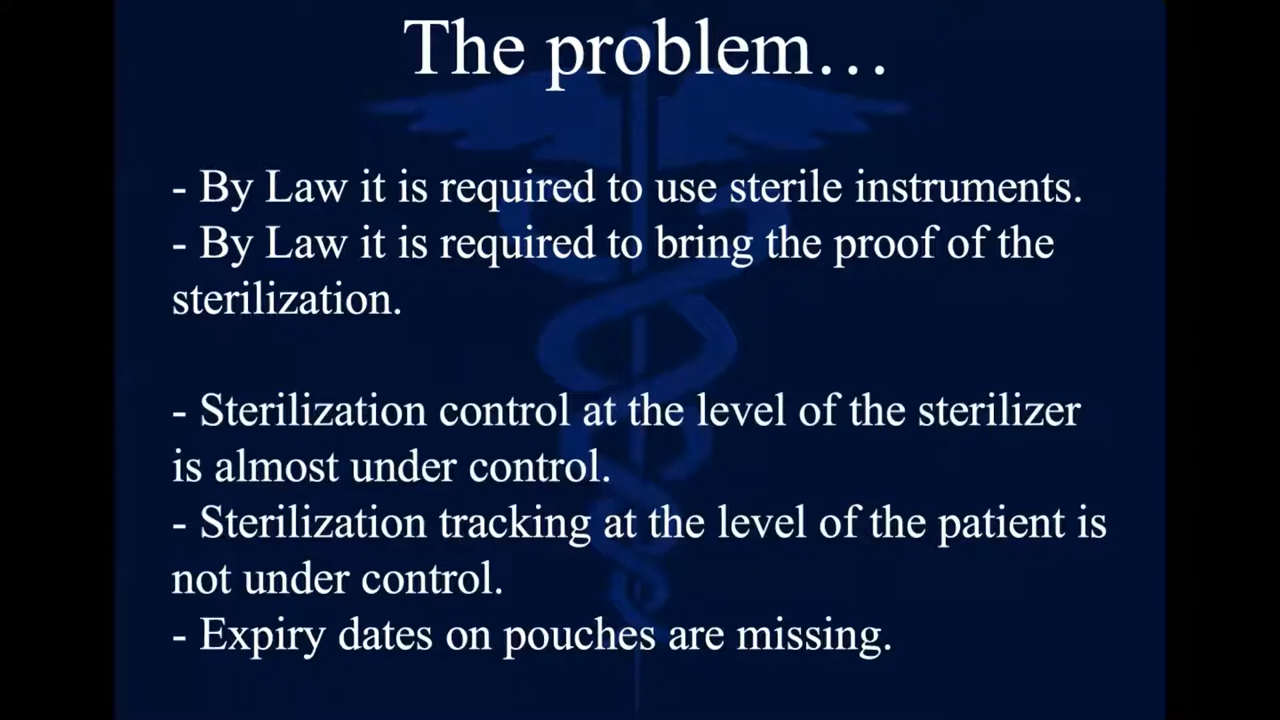 The problem…
- By Law it is required to use sterile instruments.
- By Law it is required to bring the proof of the
sterilization.
- Sterilization control at the level of the sterilizer
is almost under control.
- Sterilization tracking at the level of the patient is
not under control.
- Expiry dates on pouches are missing.